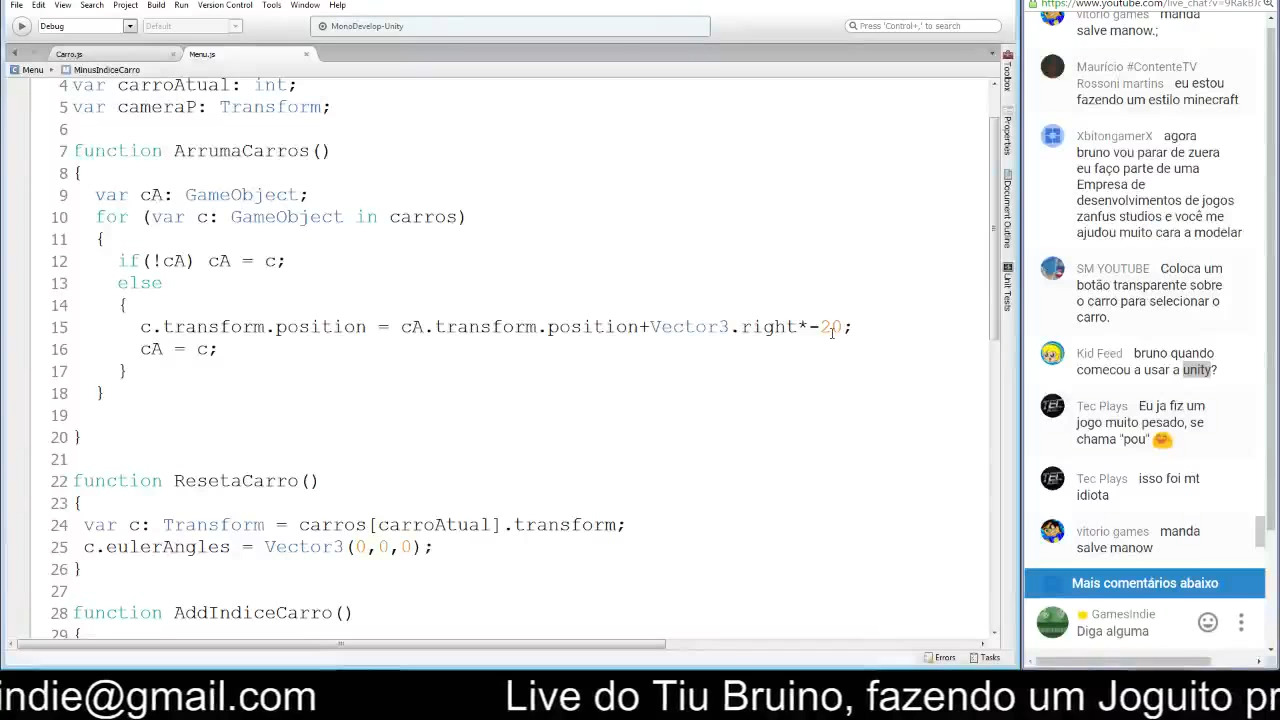 File Edit View Search Project Build Run Version Control Tools Window Help
Debug Default MonoDevelop-Unity Press 'Control+,' to search
Carro.js × Menu.js ×
Menu MinusIndiceCarro
4 var carroAtual: int;
5 var cameraP: Transform;
6
7 function ArrumaCarros()
8 {
9 var cA: GameObject;
10 for (var c: GameObject in carros)
11 {
12 if(!cA) cA = c;
13 else
14 {
15 c.transform.position = cA.transform.position+Vector3.right*-20;
16 cA = c;
17 }
18 }
19
20 }
21
22 function ResetaCarro()
23 {
24 var c: Transform = carros[carroAtual].transform;
25 c.eulerAngles = Vector3(0,0,0);
26 }
27
28 function AddIndiceCarro()
29 {
Toolbox
Properties
Document Outline
Unit Tests
Errors Tasks
https://www.youtube.com/live_chat?v=9RakBJc
vitorio games manda
salve manow.;
Maurício #ContenteTV
Rossoni martins eu estou
fazendo um estilo minecraft
XbitongamerX agora
bruno vou parar de zuera
eu faço parte de uma
Empresa de
desenvolvimentos de jogos
zanfus studios e você me
ajudou muito cara a modelar
SM YOUTUBE Coloca um
botão transparente sobre
o carro para selecionar o
carro.
Kid Feed bruno quando
comecou a usar a unity?
Tec Plays Eu ja fiz um
jogo muito pesado, se
chama "pou"
Tec Plays isso foi mt
idiota
vitorio games manda
salve manow
Mais comentários abaixo
GamesIndie
Diga alguma
indie@gmail.com Live do Tiu Bruino, fazendo um Joguito pr